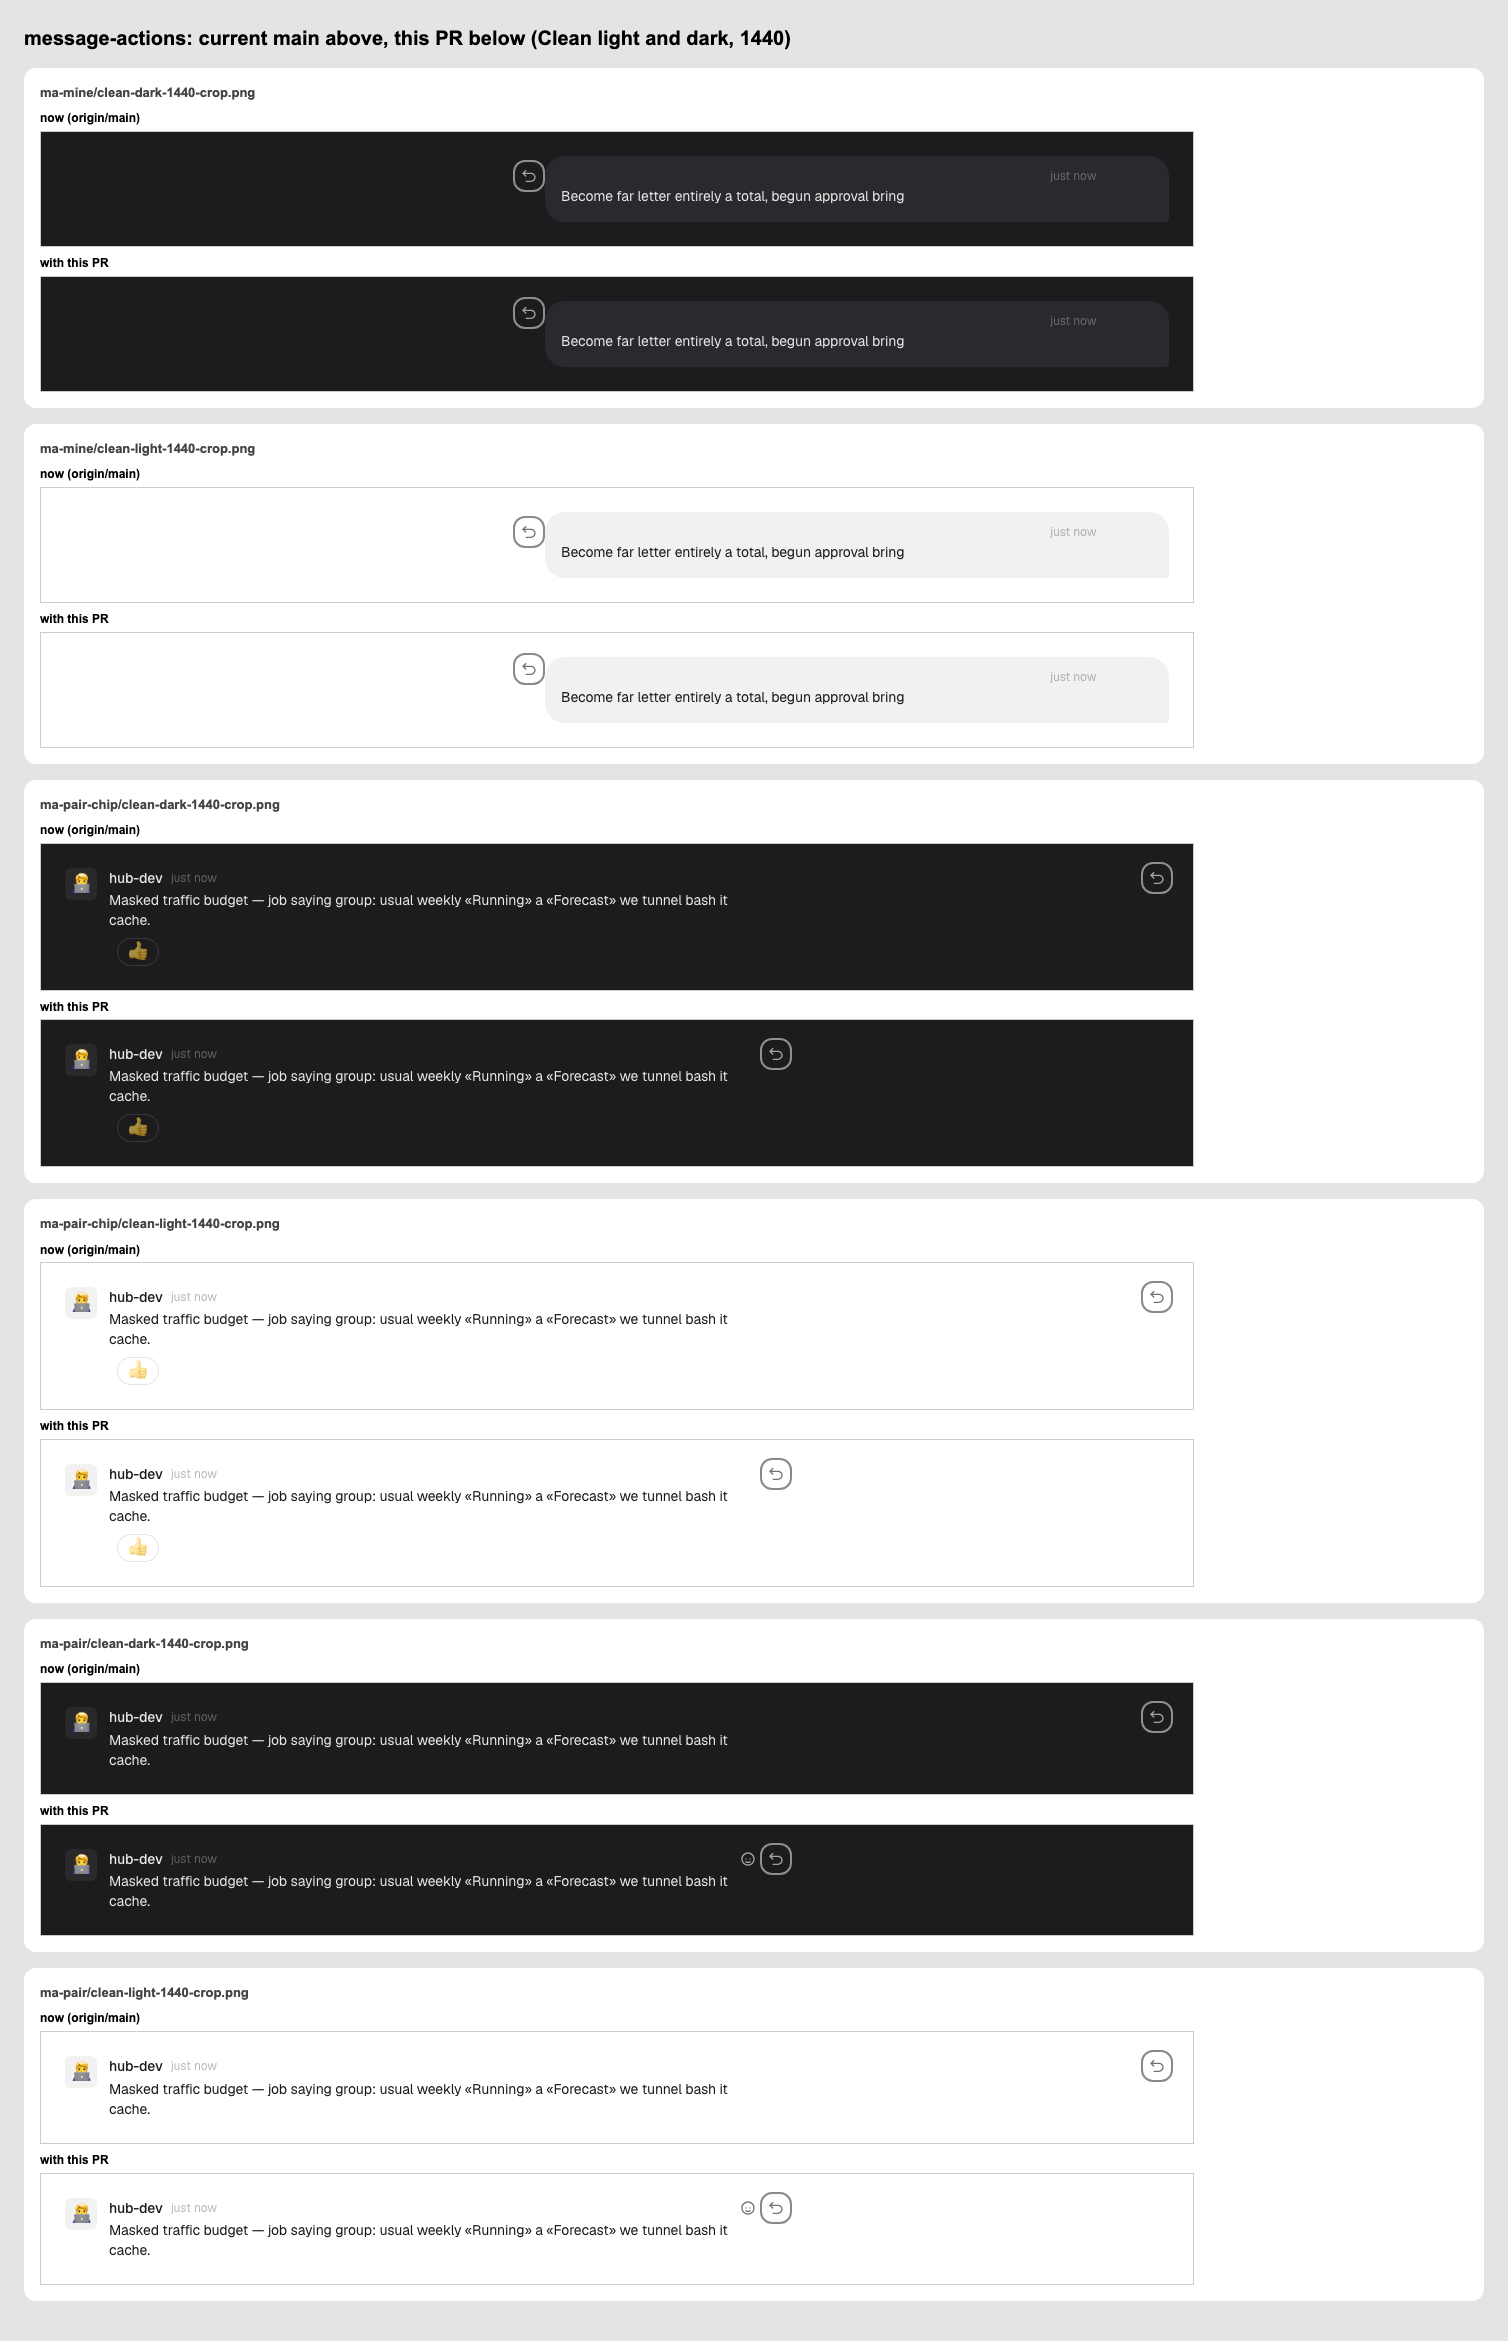 message-actions: current main above, this PR below (Clean light and dark, 1440)
ma-mine/clean-dark-1440-crop.png
now (origin/main)
just now
Become far letter entirely a total, begun approval bring
with this PR
just now
Become far letter entirely a total, begun approval bring
ma-mine/clean-light-1440-crop.png
now (origin/main)
just now
Become far letter entirely a total, begun approval bring
with this PR
just now
Become far letter entirely a total, begun approval bring
ma-pair-chip/clean-dark-1440-crop.png
now (origin/main)
hub-dev just now
Masked traffic budget — job saying group: usual weekly «Running» a «Forecast» we tunnel bash it
cache.
with this PR
hub-dev just now
Masked traffic budget — job saying group: usual weekly «Running» a «Forecast» we tunnel bash it
cache.
ma-pair-chip/clean-light-1440-crop.png
now (origin/main)
hub-dev just now
Masked traffic budget — job saying group: usual weekly «Running» a «Forecast» we tunnel bash it
cache.
with this PR
hub-dev just now
Masked traffic budget — job saying group: usual weekly «Running» a «Forecast» we tunnel bash it
cache.
ma-pair/clean-dark-1440-crop.png
now (origin/main)
hub-dev just now
Masked traffic budget — job saying group: usual weekly «Running» a «Forecast» we tunnel bash it
cache.
with this PR
hub-dev just now
Masked traffic budget — job saying group: usual weekly «Running» a «Forecast» we tunnel bash it
cache.
ma-pair/clean-light-1440-crop.png
now (origin/main)
hub-dev just now
Masked traffic budget — job saying group: usual weekly «Running» a «Forecast» we tunnel bash it
cache.
with this PR
hub-dev just now
Masked traffic budget — job saying group: usual weekly «Running» a «Forecast» we tunnel bash it
cache.